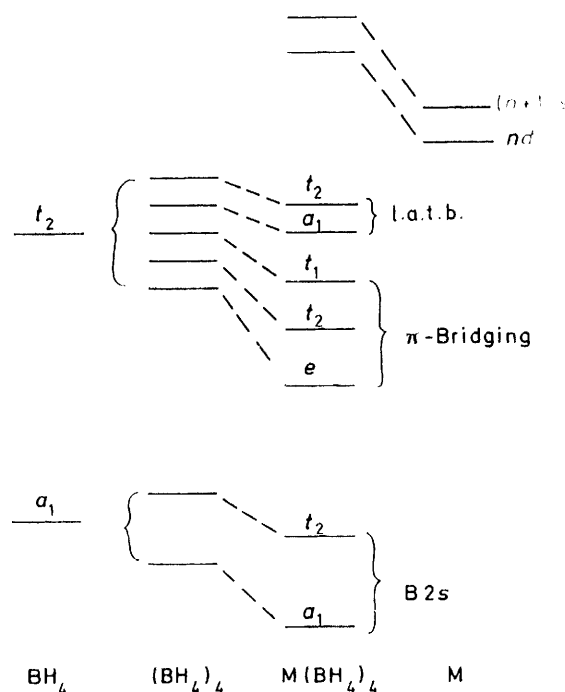 nd
t₂
t₂
a₁
l.a.t.b.
t₁
t₂
π-Bridging
e
a₁
t₂
B 2s
a₁
BH₄
(BH₄)₄
M(BH₄)₄
M